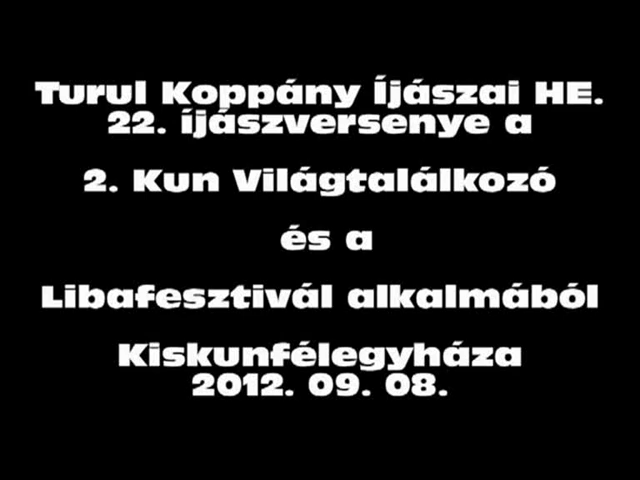 Turul Koppány Íjászai HE.
22. íjászversenye a
2. Kun Világtalálkozó
és a
Libafesztivál alkalmából
Kiskunfélegyháza
2012. 09. 08.